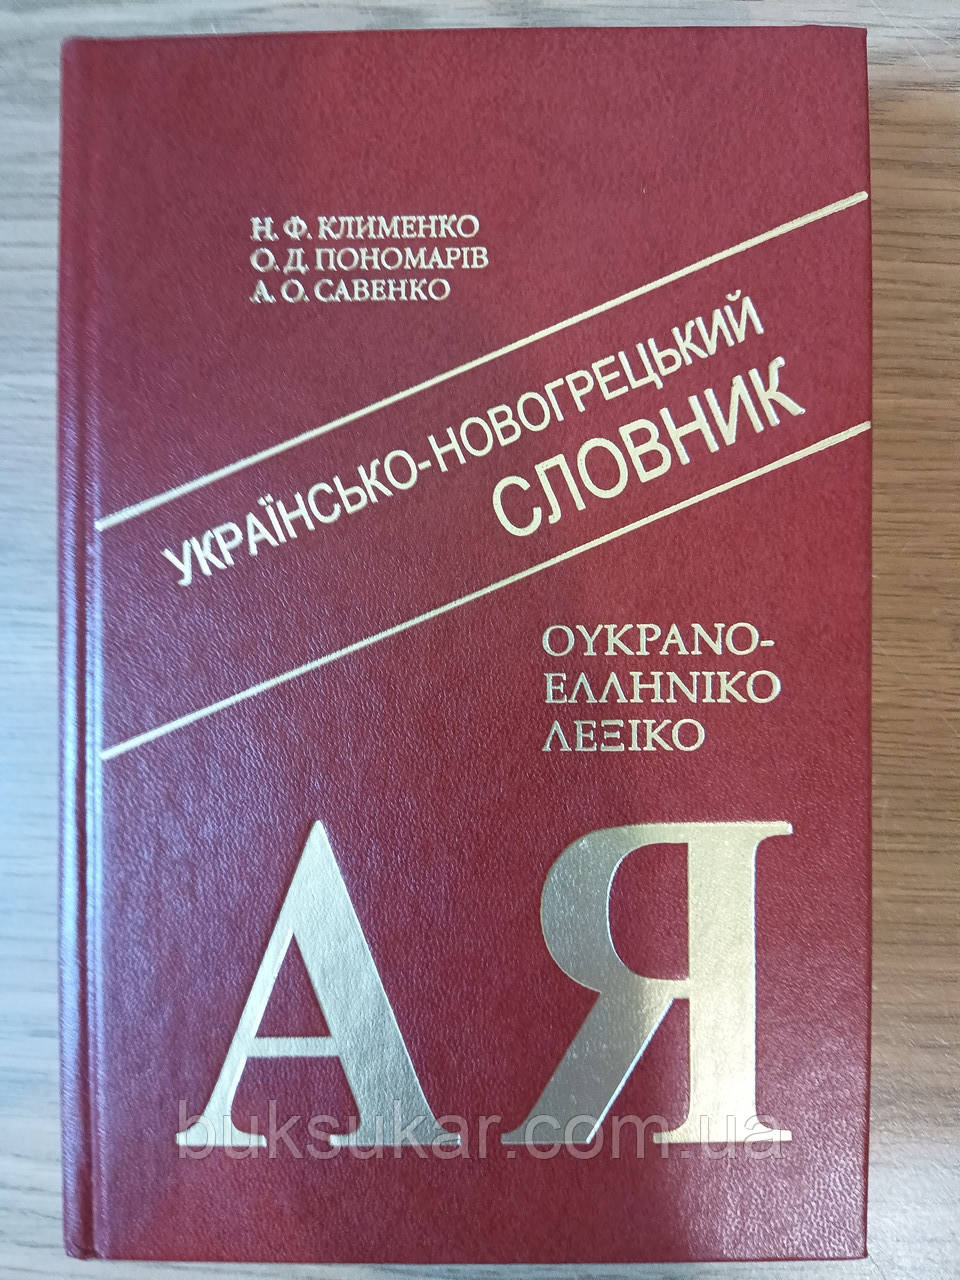 Н. Ф. КЛИМЕНКО
О. Д. ПОНОМАРІВ
А. О. САВЕНКО
УКРАЇНСЬКО-НОВОГРЕЦЬКИЙ
СЛОВНИК
ΟΥΚΡΑΝΟ-
ΕΛΛΗΝΙΚΟ
ΛΕΞΙΚΟ
А Я
buksukar.com.ua